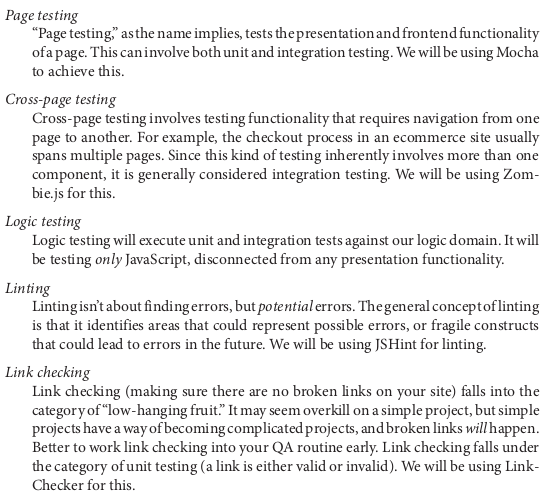 Page testing
“Page testing,” as the name implies, tests the presentation and frontend functionality
of a page. This can involve both unit and integration testing. We will be using Mocha
to achieve this.
Cross-page testing
Cross-page testing involves testing functionality that requires navigation from one
page to another. For example, the checkout process in an ecommerce site usually
spans multiple pages. Since this kind of testing inherently involves more than one
component, it is generally considered integration testing. We will be using Zom-
bie.js for this.
Logic testing
Logic testing will execute unit and integration tests against our logic domain. It will
be testing only JavaScript, disconnected from any presentation functionality.
Linting
Linting isn’t about finding errors, but potential errors. The general concept of linting
is that it identifies areas that could represent possible errors, or fragile constructs
that could lead to errors in the future. We will be using JSHint for linting.
Link checking
Link checking (making sure there are no broken links on your site) falls into the
category of “low-hanging fruit.” It may seem overkill on a simple project, but simple
projects have a way of becoming complicated projects, and broken links will happen.
Better to work link checking into your QA routine early. Link checking falls under
the category of unit testing (a link is either valid or invalid). We will be using Link-
Checker for this.